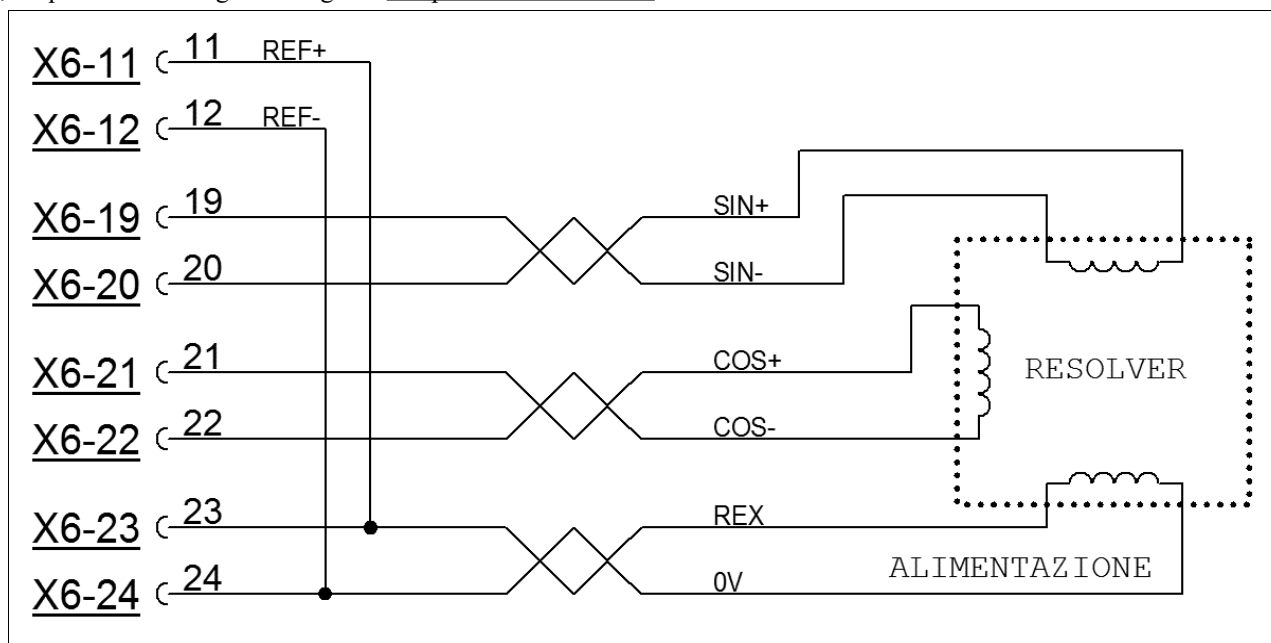 X6-11 11 REF+
X6-12 12 REF-
X6-19 19 SIN+
X6-20 20 SIN-
X6-21 21 COS+
RESOLVER
X6-22 22 COS-
X6-23 23 REX
ALIMENTAZIONE
X6-24 24 0V